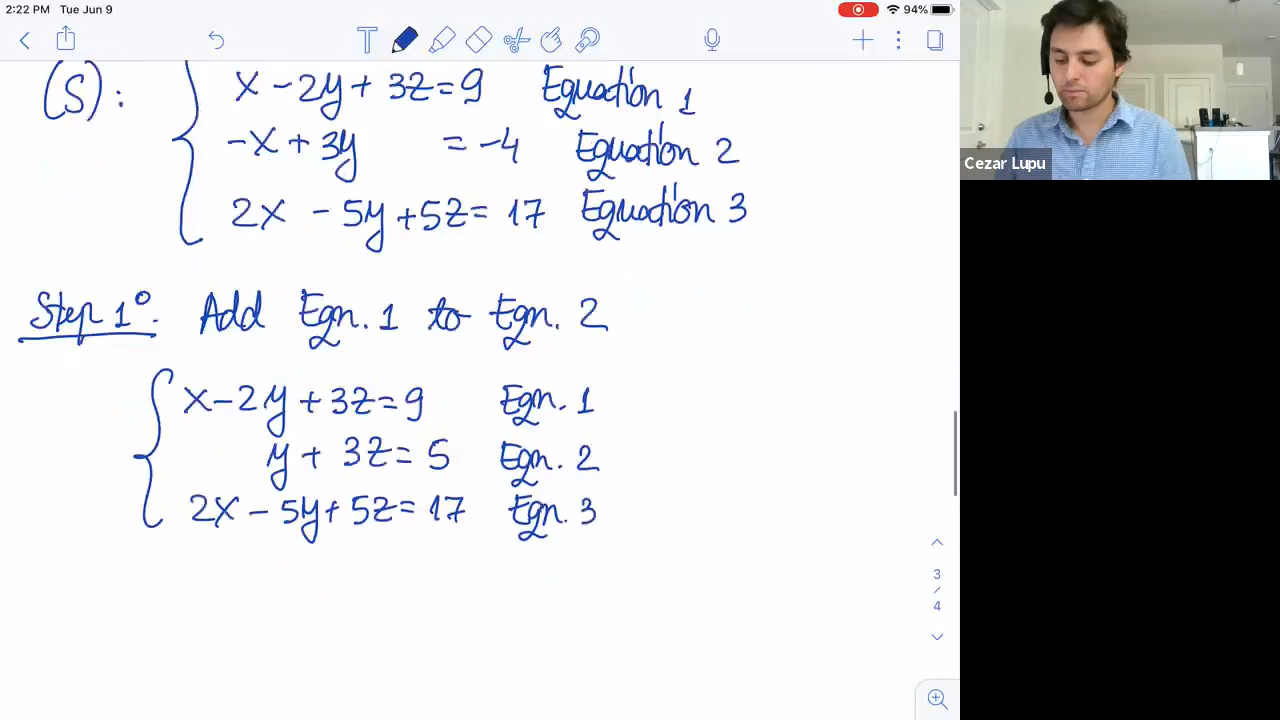 2:22 PM Tue Jun 9
94%
(S): x - 2y + 3z = 9 Equation 1
-x + 3y = -4 Equation 2
2x - 5y + 5z = 17 Equation 3
Cezar Lupu
Step 1°. Add Eqn. 1 to Eqn. 2
x - 2y + 3z = 9 Eqn. 1
y + 3z = 5 Eqn. 2
2x - 5y + 5z = 17 Eqn. 3
3
/
4